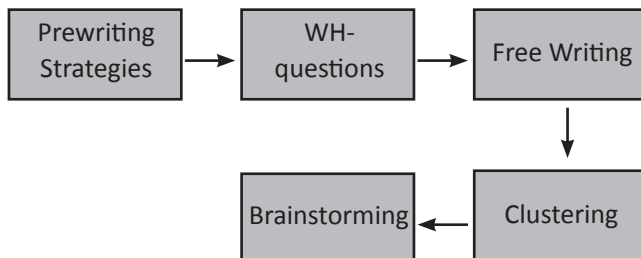 Prewriting
Strategies
WH-
questions
Free Writing
Clustering
Brainstorming